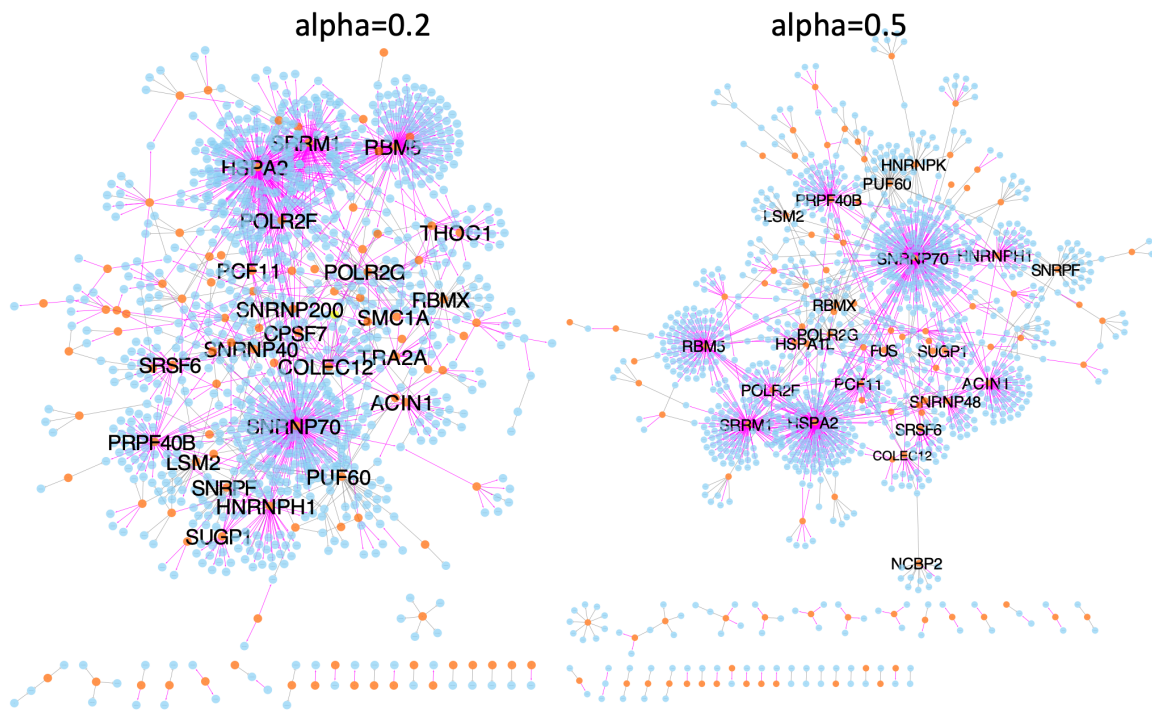 alpha=0.2
SRRM1
RBM5
HSPA2
POLR2F
THOC1
PCF11
POLR2G
RBMX
SNRNP200
SMC1A
CPSF7
SNRNP40
TRA2A
SRSF6
COLEC12
ACIN1
SNRNP70
PRPF40B
LSM2
PUF60
SNRPF
HNRNPH1
SUGP1
alpha=0.5
HNRNPK
PUF60
PRPF40B
LSM2
SNRNP70
HNRNPH1
SNRPF
RBMX
POLR2G
RBM5
HSPA1L
FUS
SUGP1
POLR2F
PCF11
ACIN1
SNRNP48
SRRM1
HSPA2
SRSF6
COLEC12
NCBP2